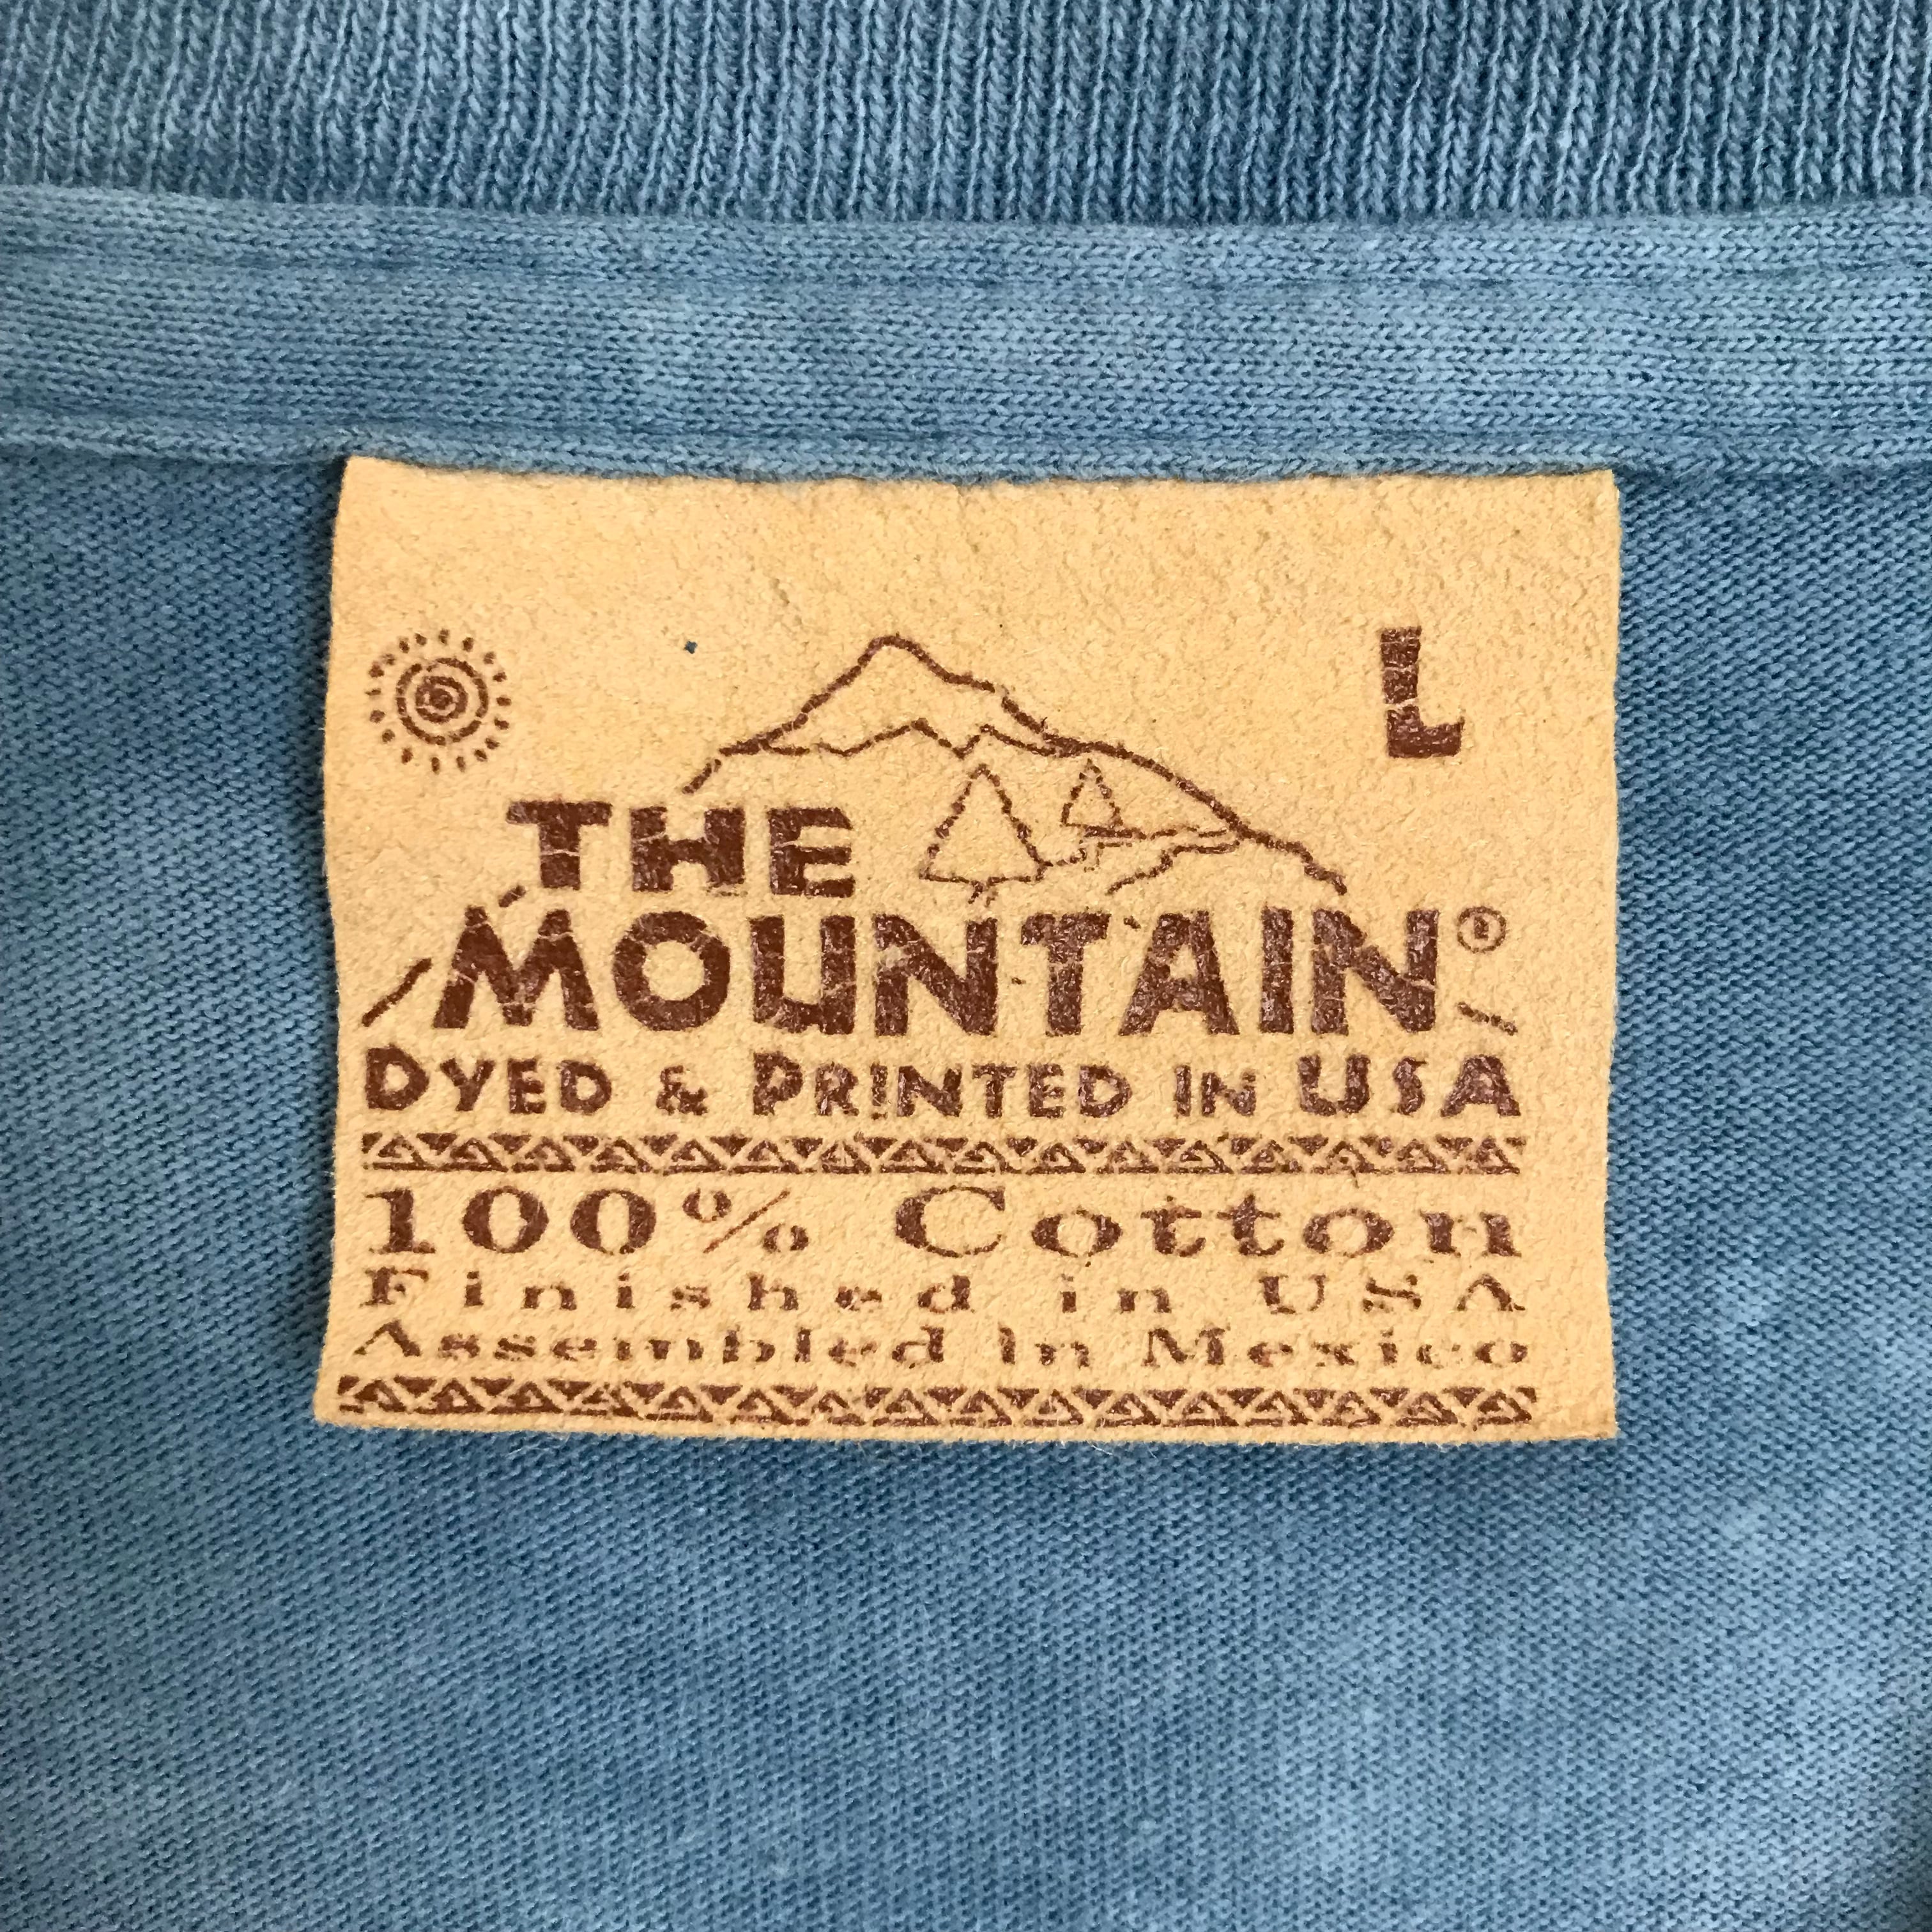 L
THE
MOUNTAIN®
DYED & PRINTED IN USA
100% Cotton
Finished in USA
Assembled In Mexico